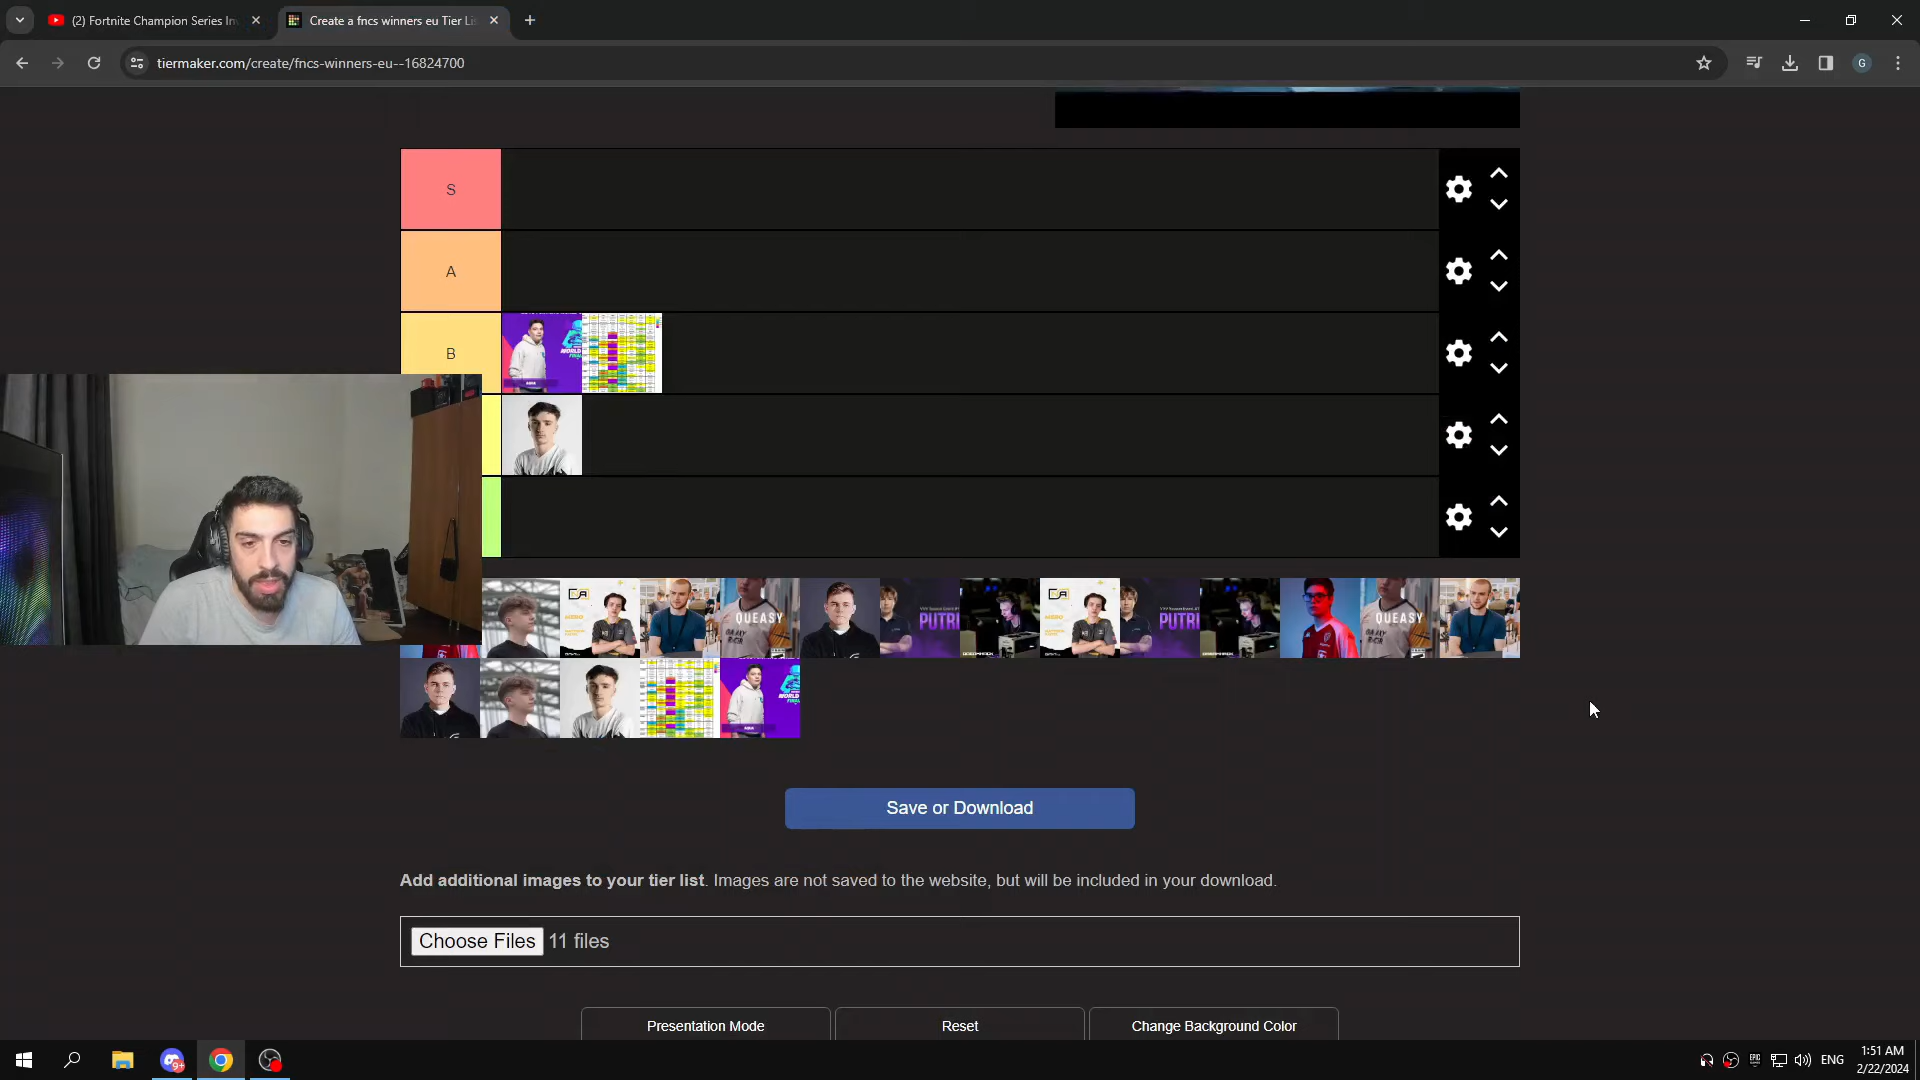 (2) Fortnite Champion Series In
Create a fncs winners eu Tier Li
tiermaker.com/create/fncs-winners-eu--16824700
G
S
A
B
QUEASY
PUTRI
QUEASY
PUTRI
Save or Download
Add additional images to your tier list. Images are not saved to the website, but will be included in your download.
Choose Files 11 files
Presentation Mode
Reset
Change Background Color
9+
ENG
1:51 AM
2/22/2024